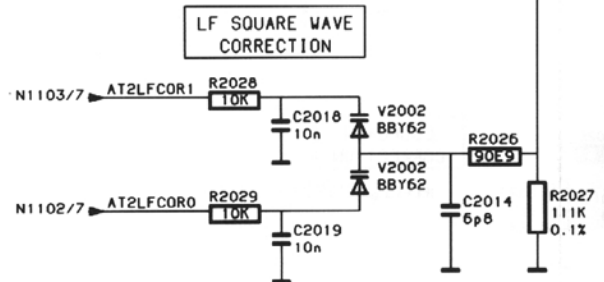 LF SQUARE WAVE
CORRECTION
N1103/7
AT2LFCOR1
R2028
10K
C2018
10n
V2002
BBY62
V2002
BBY62
R2026
90E9
N1102/7
AT2LFCOR0
R2029
10K
C2019
10n
C2014
6p8
R2027
111K
0.1%